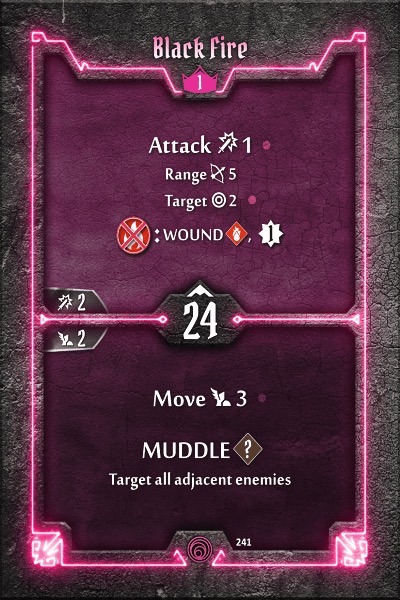 Black Fire
1
Attack 1
Range 5
Target 2
: WOUND , 1
2
24
2
Move 3
MUDDLE ?
Target all adjacent enemies
241